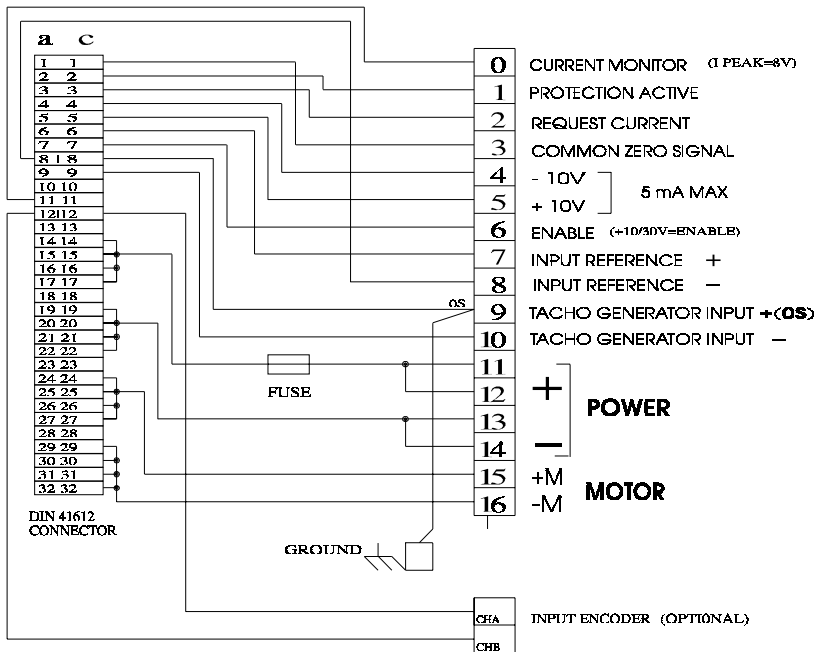 a c
1 1
2 2
3 3
4 4
5 5
6 6
7 7
8 1 8
9 9
10 10
11 11
12 12
13 13
14 14
15 15
16 16
17 17
18 18
19 19
20 20
21 21
22 22
23 23
24 24
25 25
26 26
27 27
28 28
29 29
30 30
31 31
32 32
DIN 41612
CONNECTOR
0 CURRENT MONITOR (I PEAK=8V)
1 PROTECTION ACTIVE
2 REQUEST CURRENT
3 COMMON ZERO SIGNAL
4 - 10V
5 + 10V
5 mA MAX
6 ENABLE (+10/30V=ENABLE)
7 INPUT REFERENCE +
8 INPUT REFERENCE −
0S
9 TACHO GENERATOR INPUT +(0S)
10 TACHO GENERATOR INPUT −
11
12
+
13
14
−
POWER
FUSE
15 +M
16 -M
MOTOR
GROUND
CHA INPUT ENCODER (OPTI0NAL)
CHB